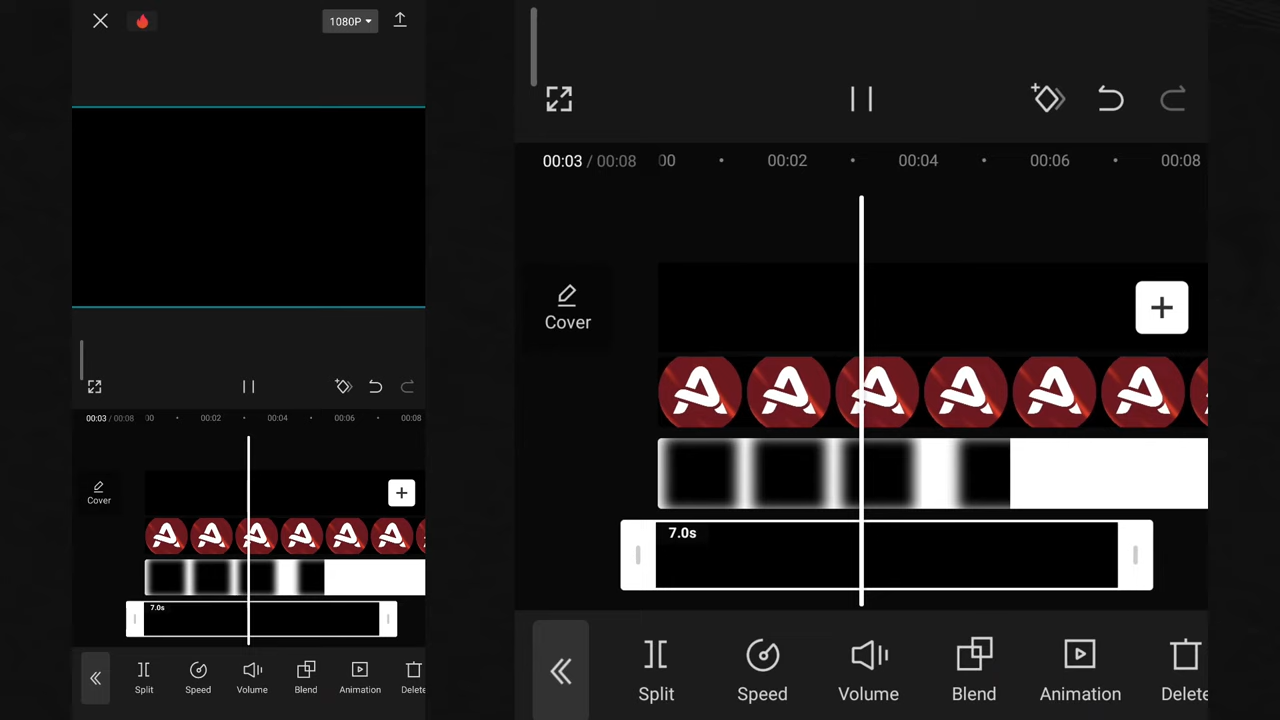 1080P
00:03 / 00:08
00
00:02
00:04
00:06
00:08
Cover
7.0s
Split
Speed
Volume
Blend
Animation
Delete
00:03 / 00:08
00
00:02
00:04
00:06
00:08
Cover
7.0s
Split
Speed
Volume
Blend
Animation
Delete